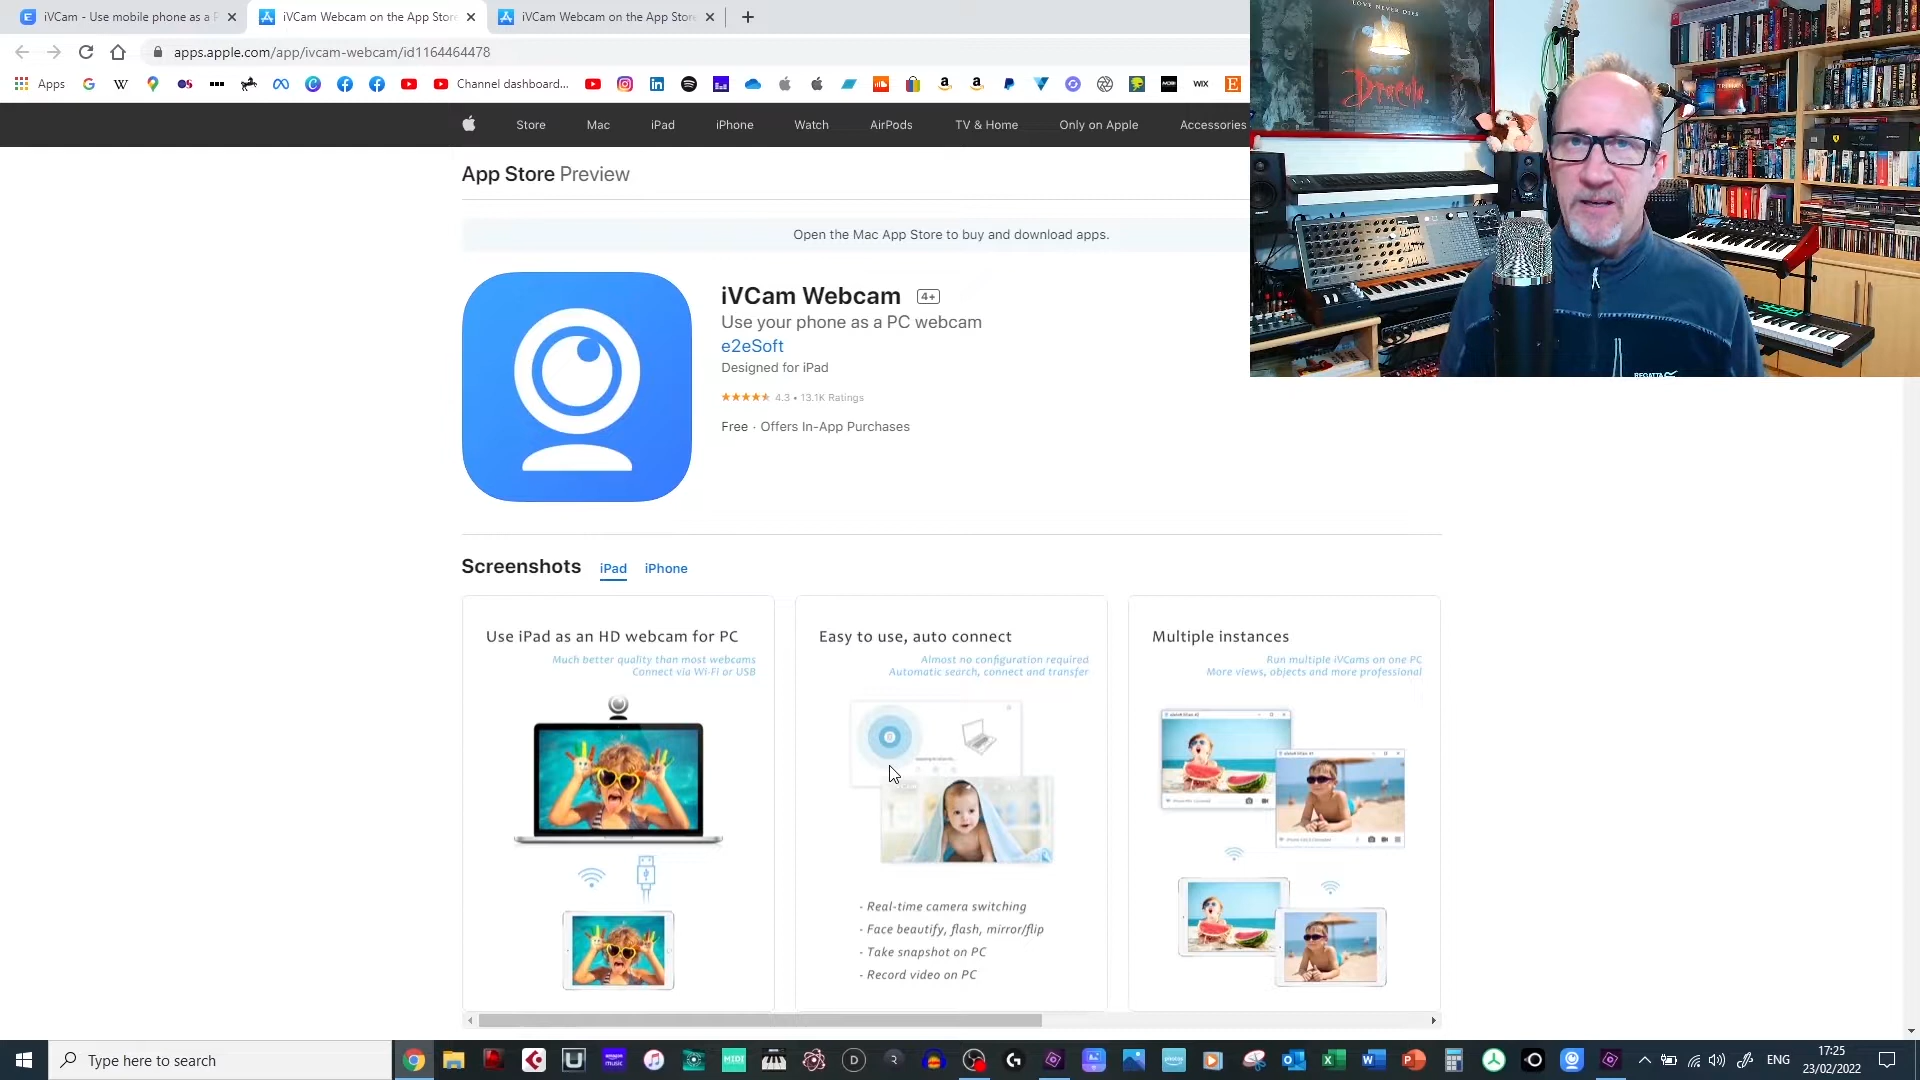 iVCam - Use mobile phone as a P
iVCam Webcam on the App Store
iVCam Webcam on the App Store
apps.apple.com/app/ivcam-webcam/id1164464478
Apps
Channel dashboard...
WIX
Store
Mac
iPad
iPhone
Watch
AirPods
TV & Home
Only on Apple
Accessories
LOVE NEVER DIES
Dracula
App Store Preview
Open the Mac App Store to buy and download apps.
iVCam Webcam 4+
Use your phone as a PC webcam
e2eSoft
Designed for iPad
4.3 • 13.1K Ratings
Free · Offers In-App Purchases
REGATTA
Screenshots iPad iPhone
Use iPad as an HD webcam for PC
Much better quality than most webcams
Connect via Wi-Fi or USB
Easy to use, auto connect
Almost no configuration required
Automatic search, connect and transfer
- Real-time camera switching
- Face beautify, flash, mirror/flip
- Take snapshot on PC
- Record video on PC
Multiple instances
Run multiple iVCams on one PC
More views, objects and more professional
Type here to search
ENG
17:25
23/02/2022